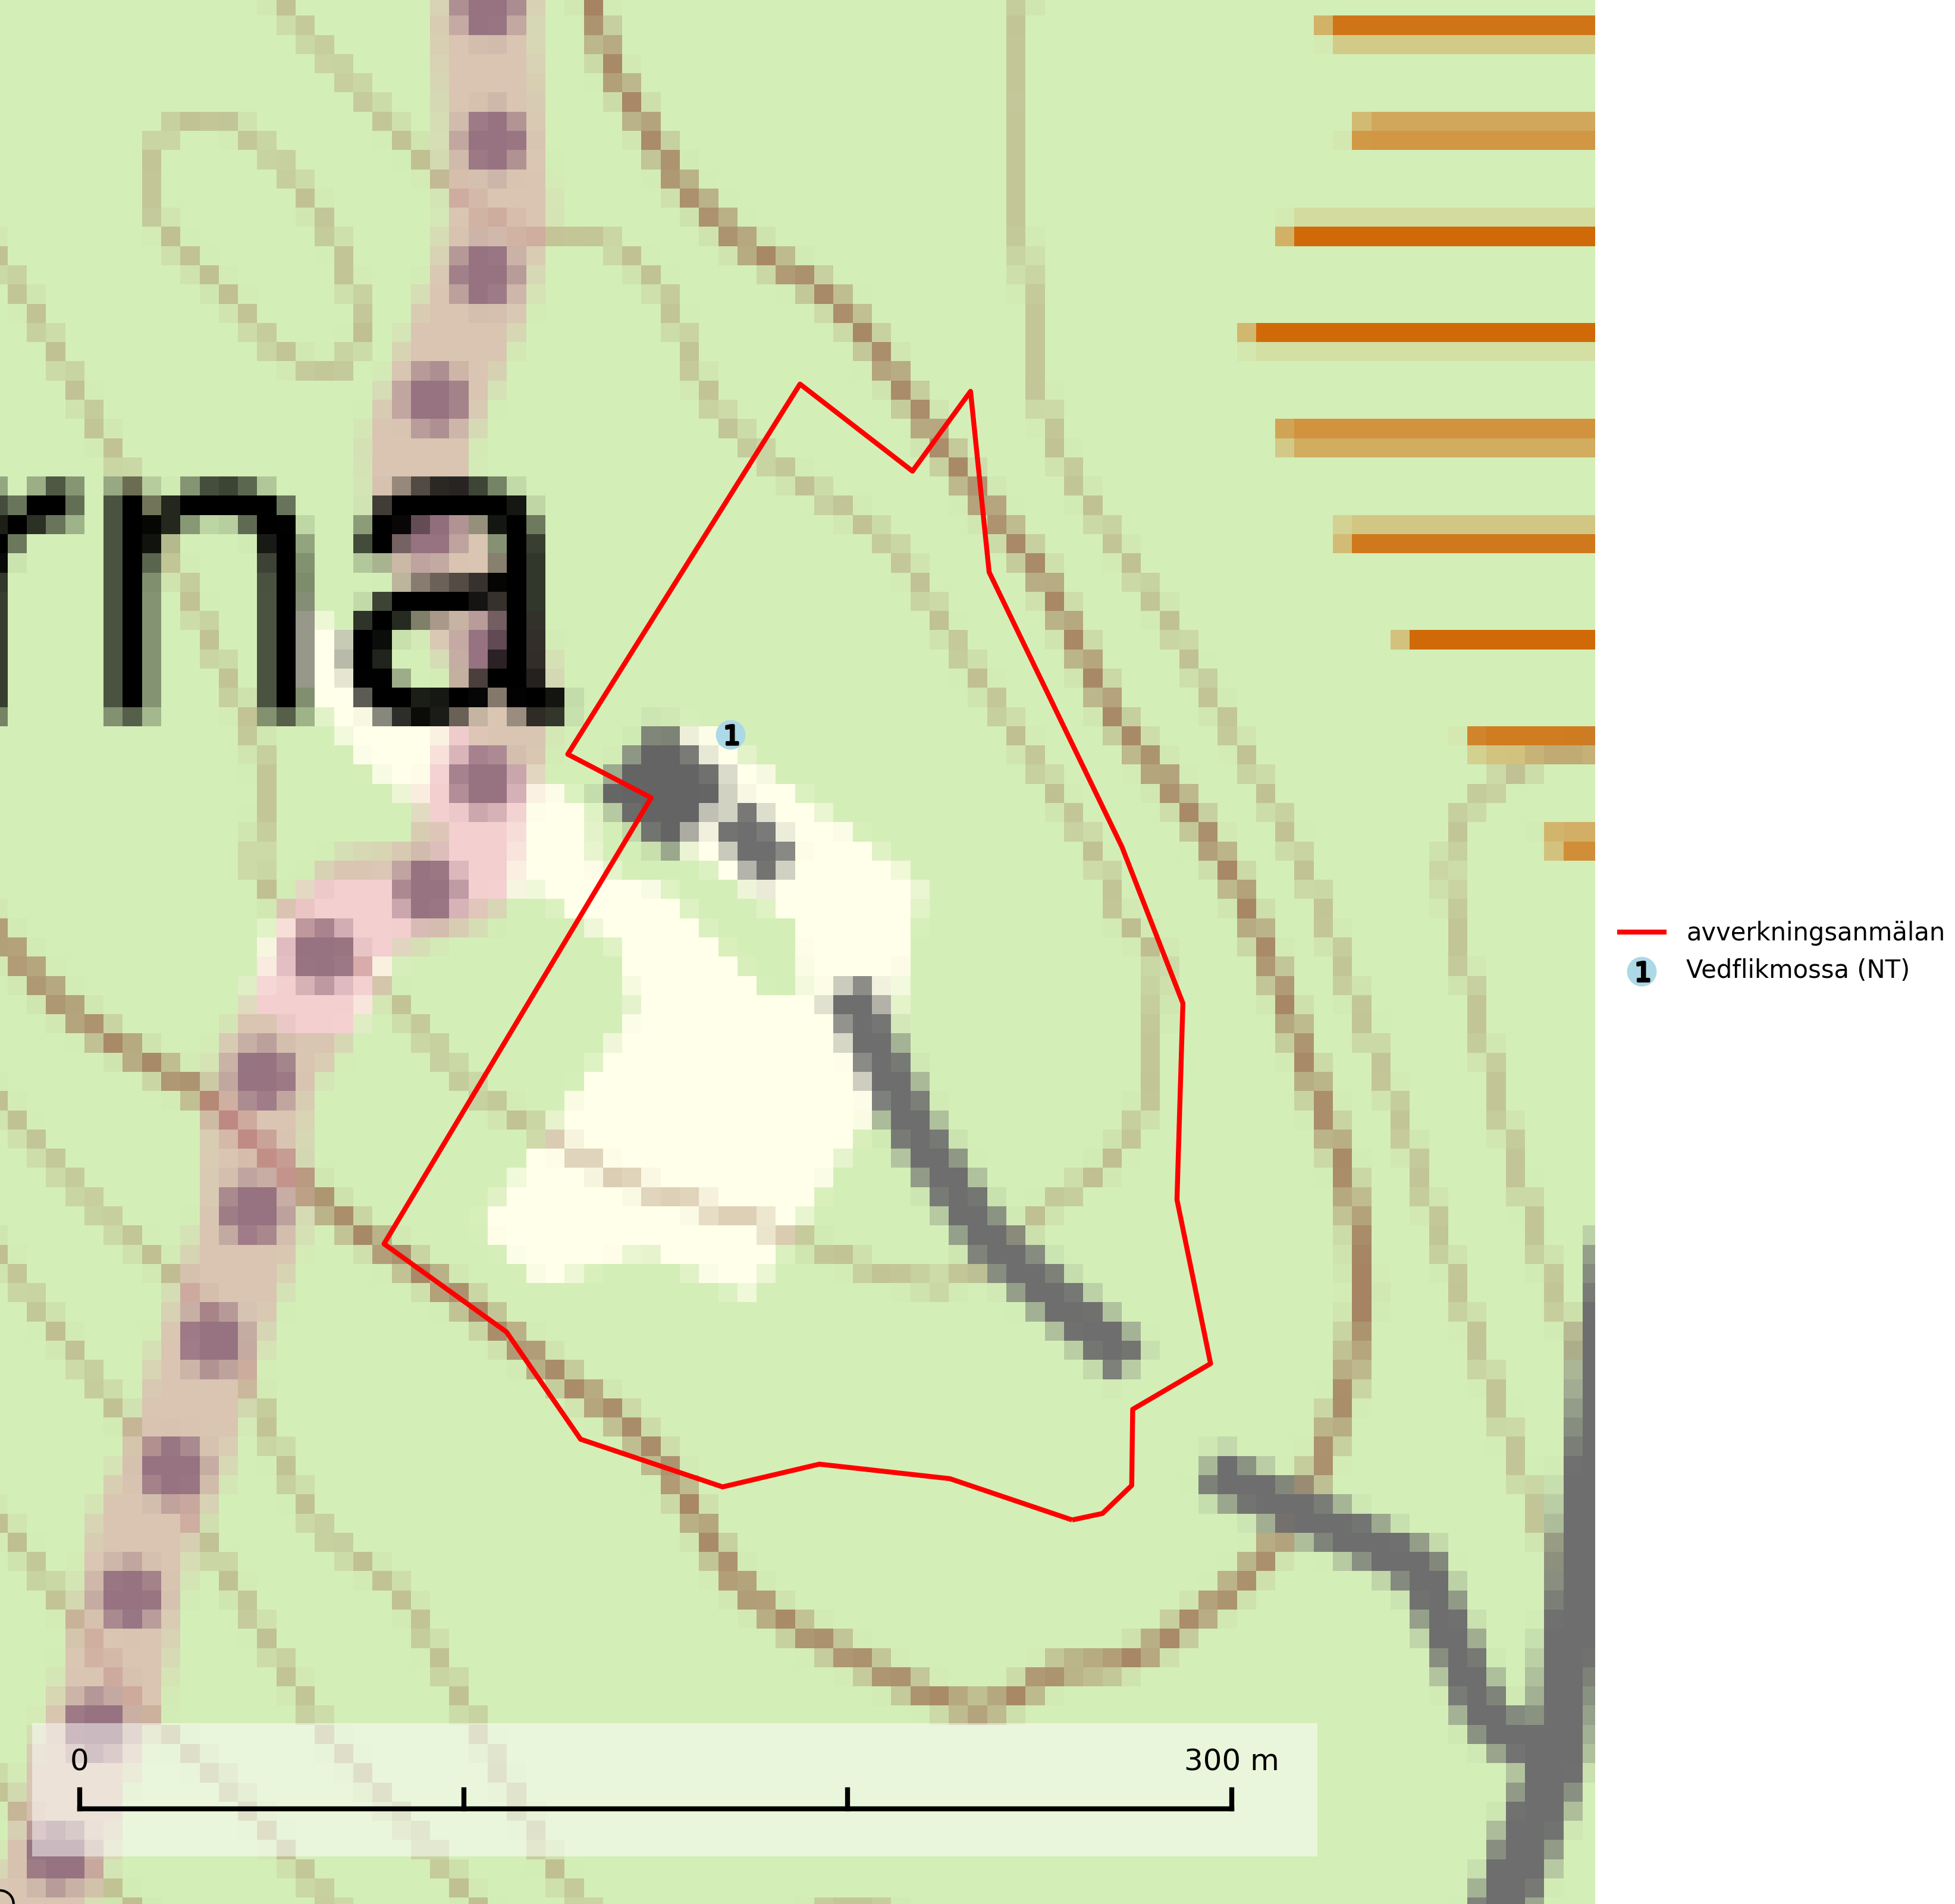 rna
1
avverkningsanmälan
1 Vedflikmossa (NT)
0 300 m